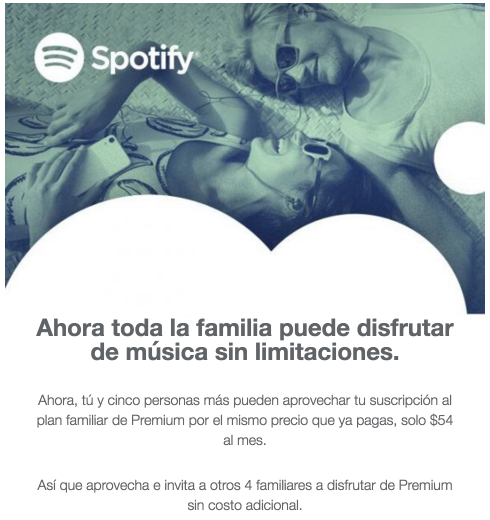 Spotify®
Ahora toda la familia puede disfrutar
de música sin limitaciones.
Ahora, tú y cinco personas más pueden aprovechar tu suscripción al
plan familiar de Premium por el mismo precio que ya pagas, solo $54
al mes.
Así que aprovecha e invita a otros 4 familiares a disfrutar de Premium
sin costo adicional.